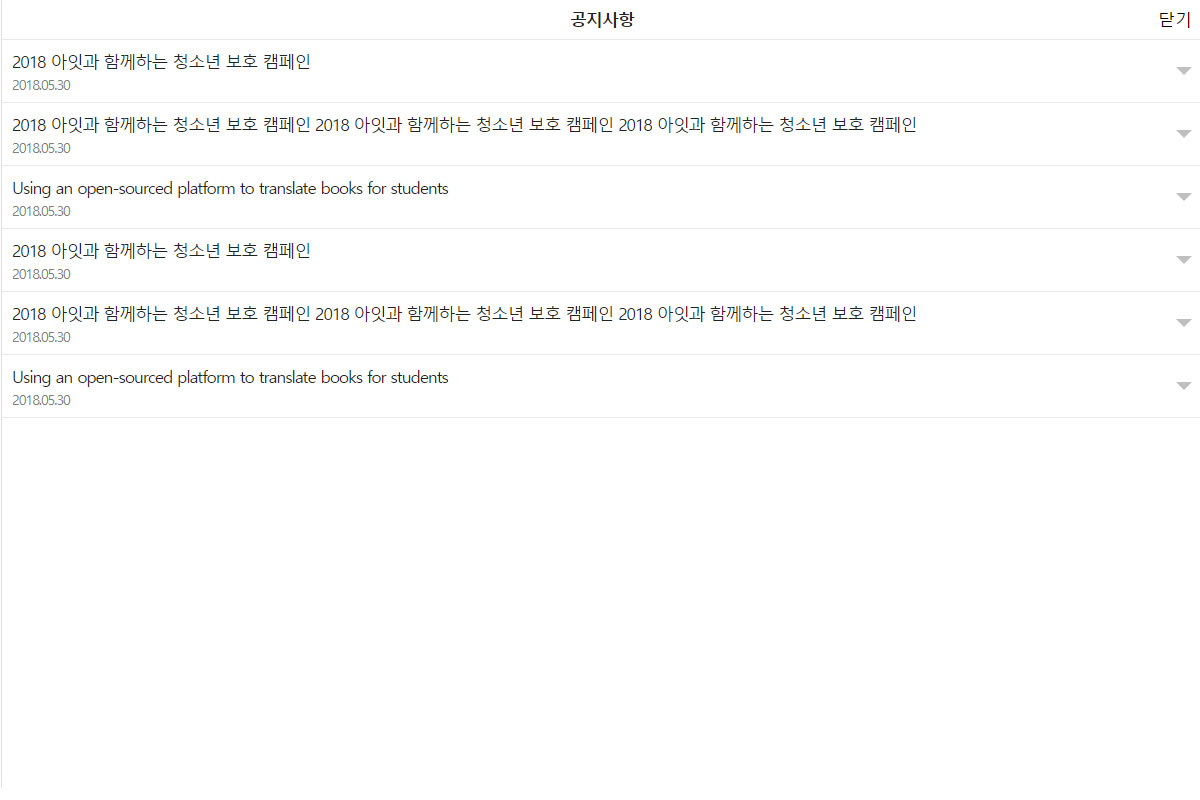 공지사항
닫기
2018 아잇과 함께하는 청소년 보호 캠페인
2018.05.30
2018 아잇과 함께하는 청소년 보호 캠페인 2018 아잇과 함께하는 청소년 보호 캠페인 2018 아잇과 함께하는 청소년 보호 캠페인
2018.05.30
Using an open-sourced platform to translate books for students
2018.05.30
2018 아잇과 함께하는 청소년 보호 캠페인
2018.05.30
2018 아잇과 함께하는 청소년 보호 캠페인 2018 아잇과 함께하는 청소년 보호 캠페인 2018 아잇과 함께하는 청소년 보호 캠페인
2018.05.30
Using an open-sourced platform to translate books for students
2018.05.30